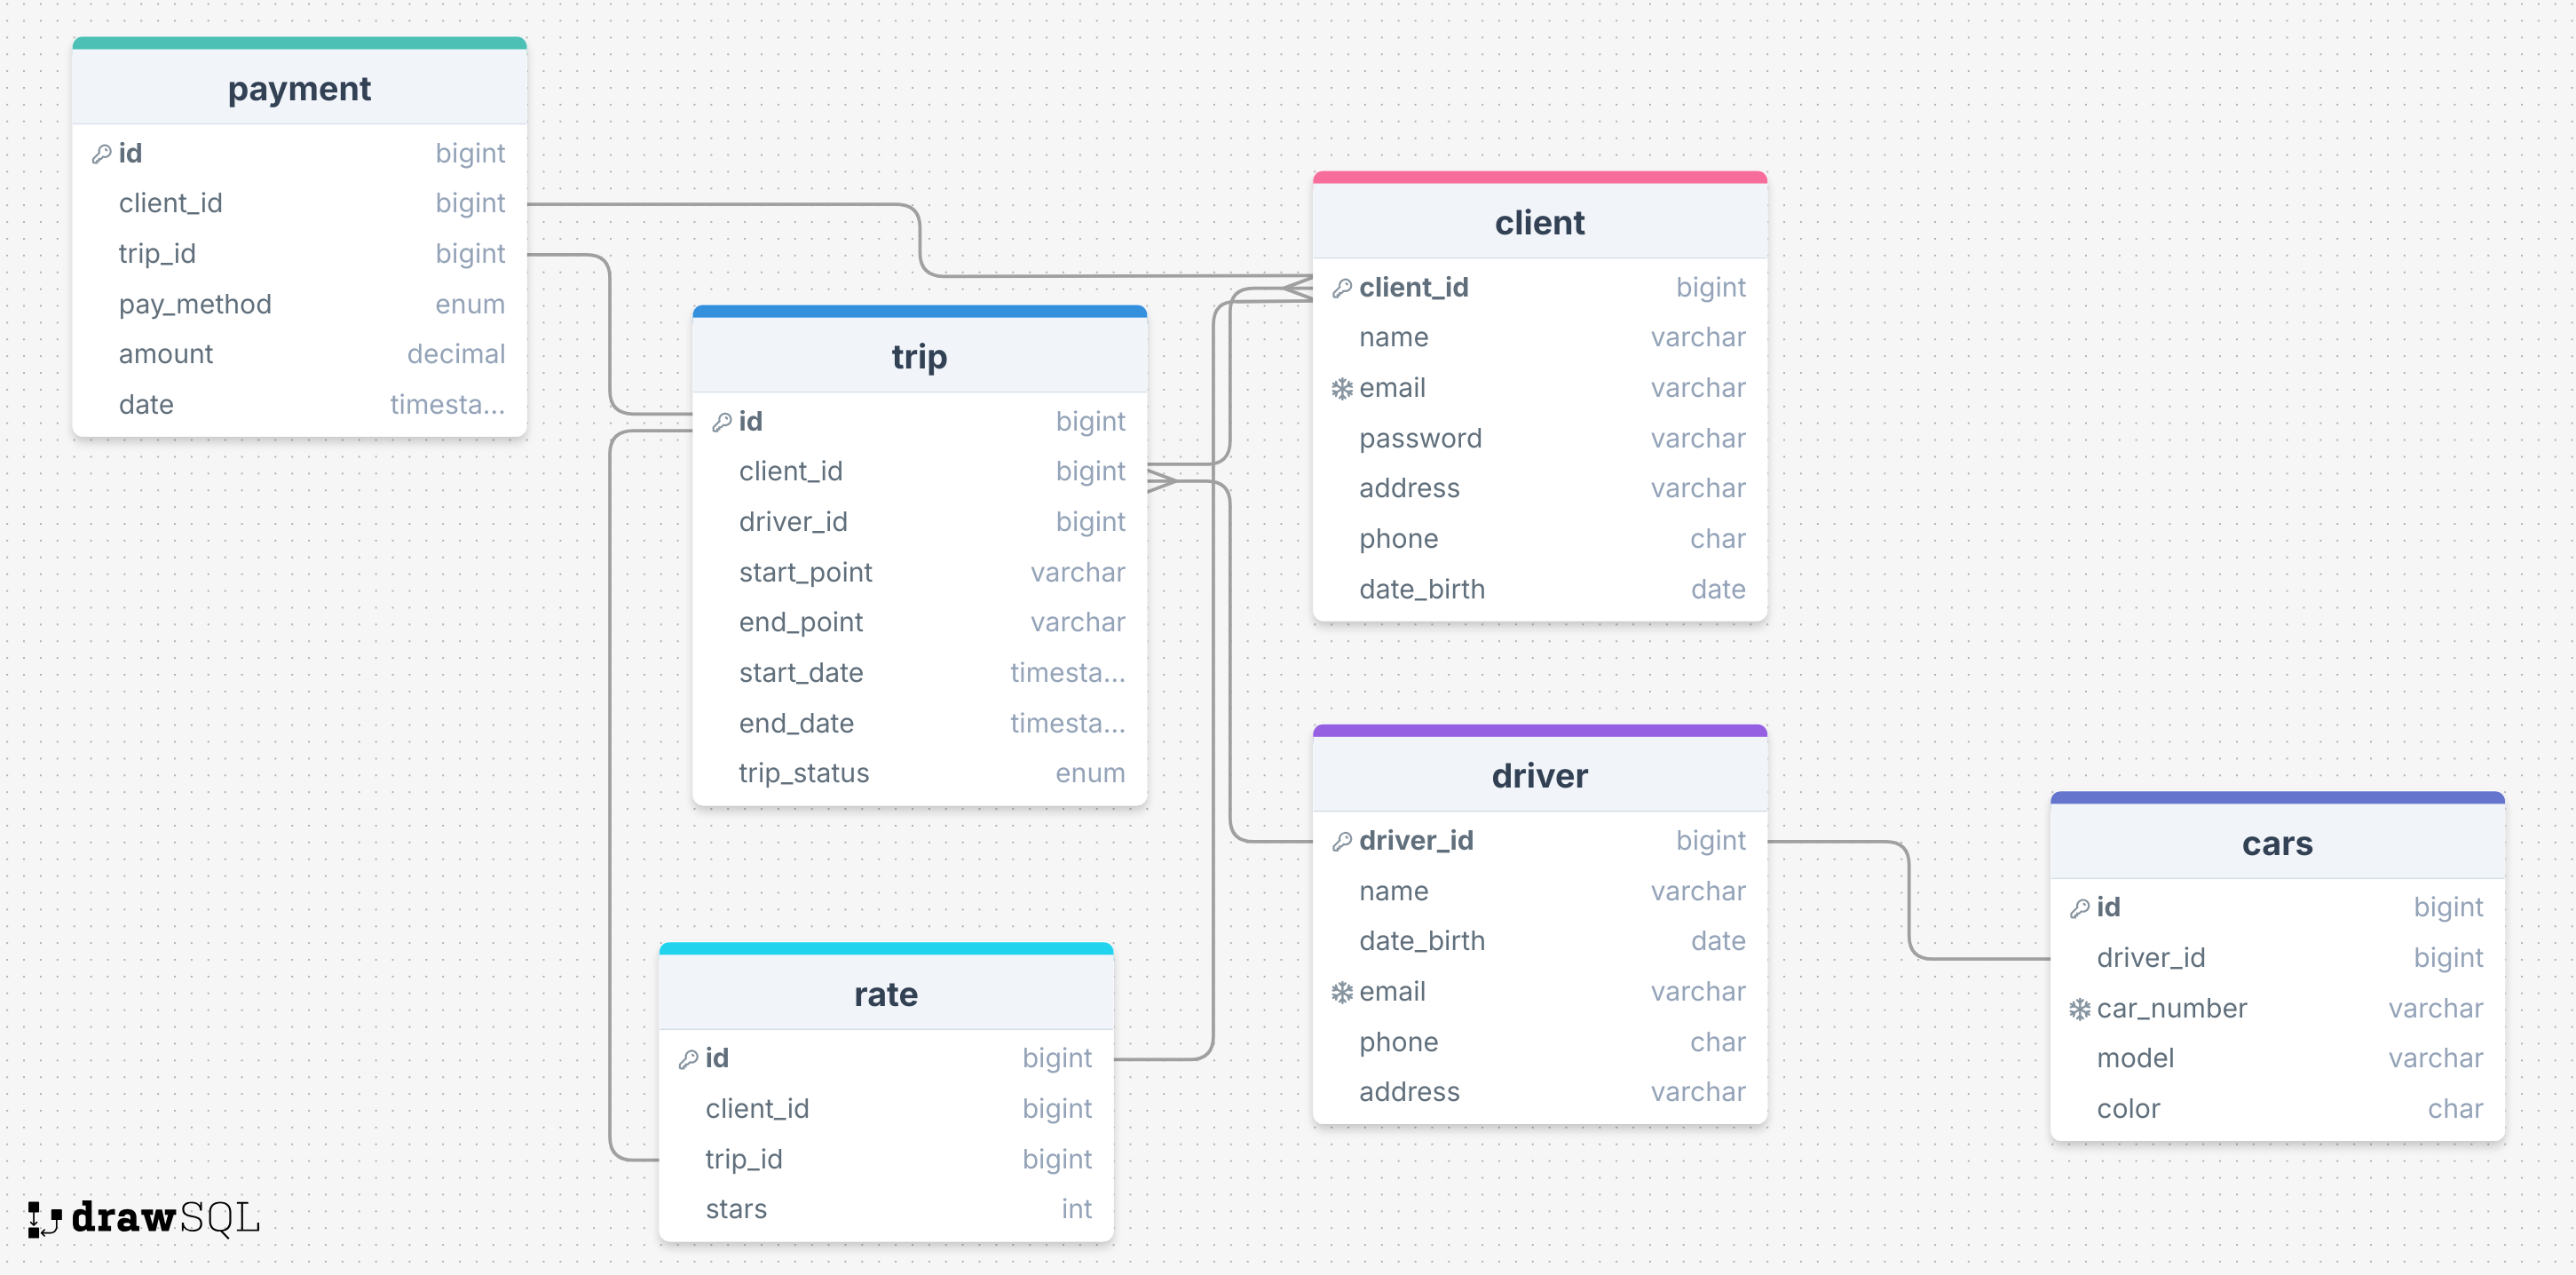 payment
id bigint
client_id bigint
trip_id bigint
pay_method enum
amount decimal
date timesta...
trip
id bigint
client_id bigint
driver_id bigint
start_point varchar
end_point varchar
start_date timesta...
end_date timesta...
trip_status enum
client
client_id bigint
name varchar
email varchar
password varchar
address varchar
phone char
date_birth date
driver
driver_id bigint
name varchar
date_birth date
email varchar
phone char
address varchar
cars
id bigint
driver_id bigint
car_number varchar
model varchar
color char
rate
id bigint
client_id bigint
trip_id bigint
stars int
drawSQL